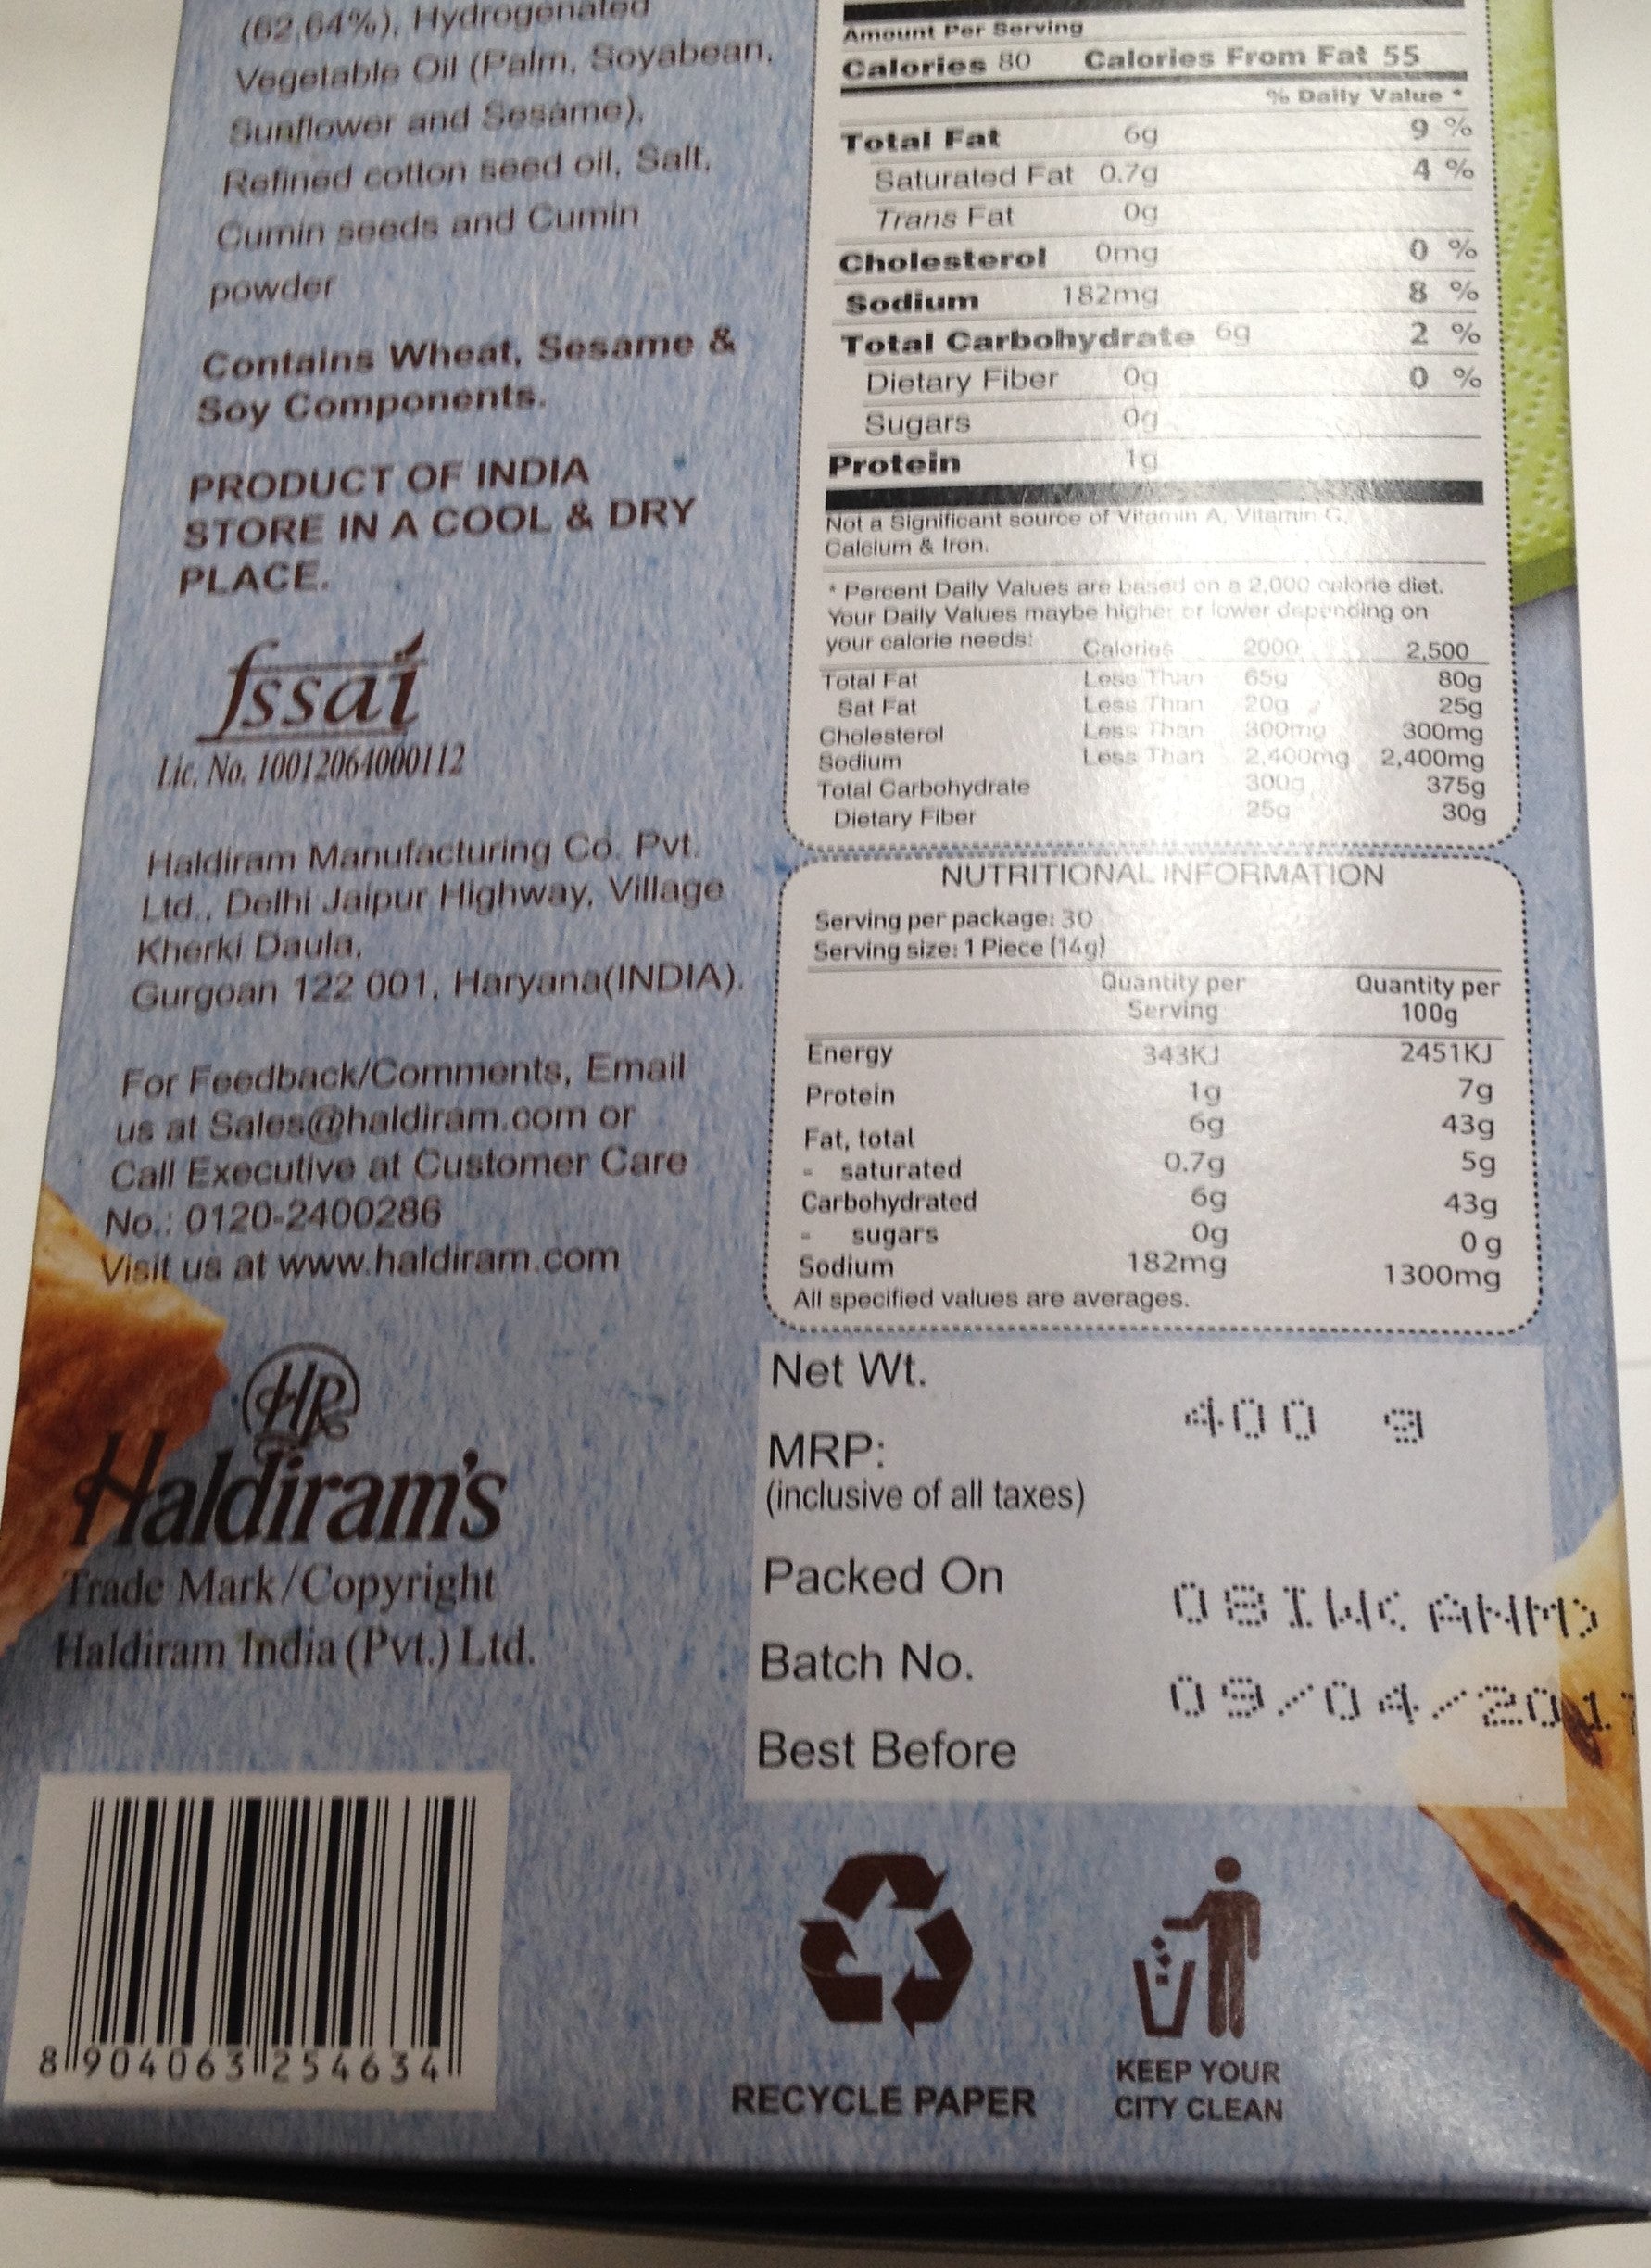 (62.64%), Hydrogenated
Vegetable Oil (Palm, Soyabean,
Sunflower and Sesame),
Refined cotton seed oil, Salt,
Cumin seeds and Cumin
powder
Contains Wheat, Sesame &
Soy Components.
PRODUCT OF INDIA
STORE IN A COOL & DRY
PLACE.
fssai
Lic. No. 10012064000112
Haldiram Manufacturing Co. Pvt.
Ltd., Delhi Jaipur Highway, Village
Kherki Daula,
Gurgoan 122 001, Haryana(INDIA).
For Feedback/Comments, Email
us at Sales@haldiram.com or
Call Executive at Customer Care
No.: 0120-2400286
Visit us at www.haldiram.com
HR
Haldiram's
Trade Mark/Copyright
Haldiram India (Pvt.) Ltd.
8 904063 254634
Amount Per Serving
Calories 80 Calories From Fat 55
% Daily Value *
Total Fat 6g 9 %
Saturated Fat 0.7g 4 %
Trans Fat 0g
Cholesterol 0mg 0 %
Sodium 182mg 8 %
Total Carbohydrate 6g 2 %
Dietary Fiber 0g 0 %
Sugars 0g
Protein 1g
Not a Significant source of Vitamin A, Vitamin C,
Calcium & Iron.
* Percent Daily Values are based on a 2,000 calorie diet.
Your Daily Values maybe higher or lower depending on
your calorie needs:
Calories 2000 2,500
Total Fat Less Than 65g 80g
Sat Fat Less Than 20g 25g
Cholesterol Less Than 300mg 300mg
Sodium Less Than 2,400mg 2,400mg
Total Carbohydrate 300g 375g
Dietary Fiber 25g 30g
NUTRITIONAL INFORMATION
Serving per package: 30
Serving size: 1 Piece (14g)
Quantity per Serving Quantity per 100g
Energy 343KJ 2451KJ
Protein 1g 7g
Fat, total 6g 43g
- saturated 0.7g 5g
Carbohydrated 6g 43g
- sugars 0g 0 g
Sodium 182mg 1300mg
All specified values are averages.
Net Wt. 400 g
MRP:
(inclusive of all taxes)
Packed On
Batch No.
09/04/201
Best Before
RECYCLE PAPER
KEEP YOUR
CITY CLEAN